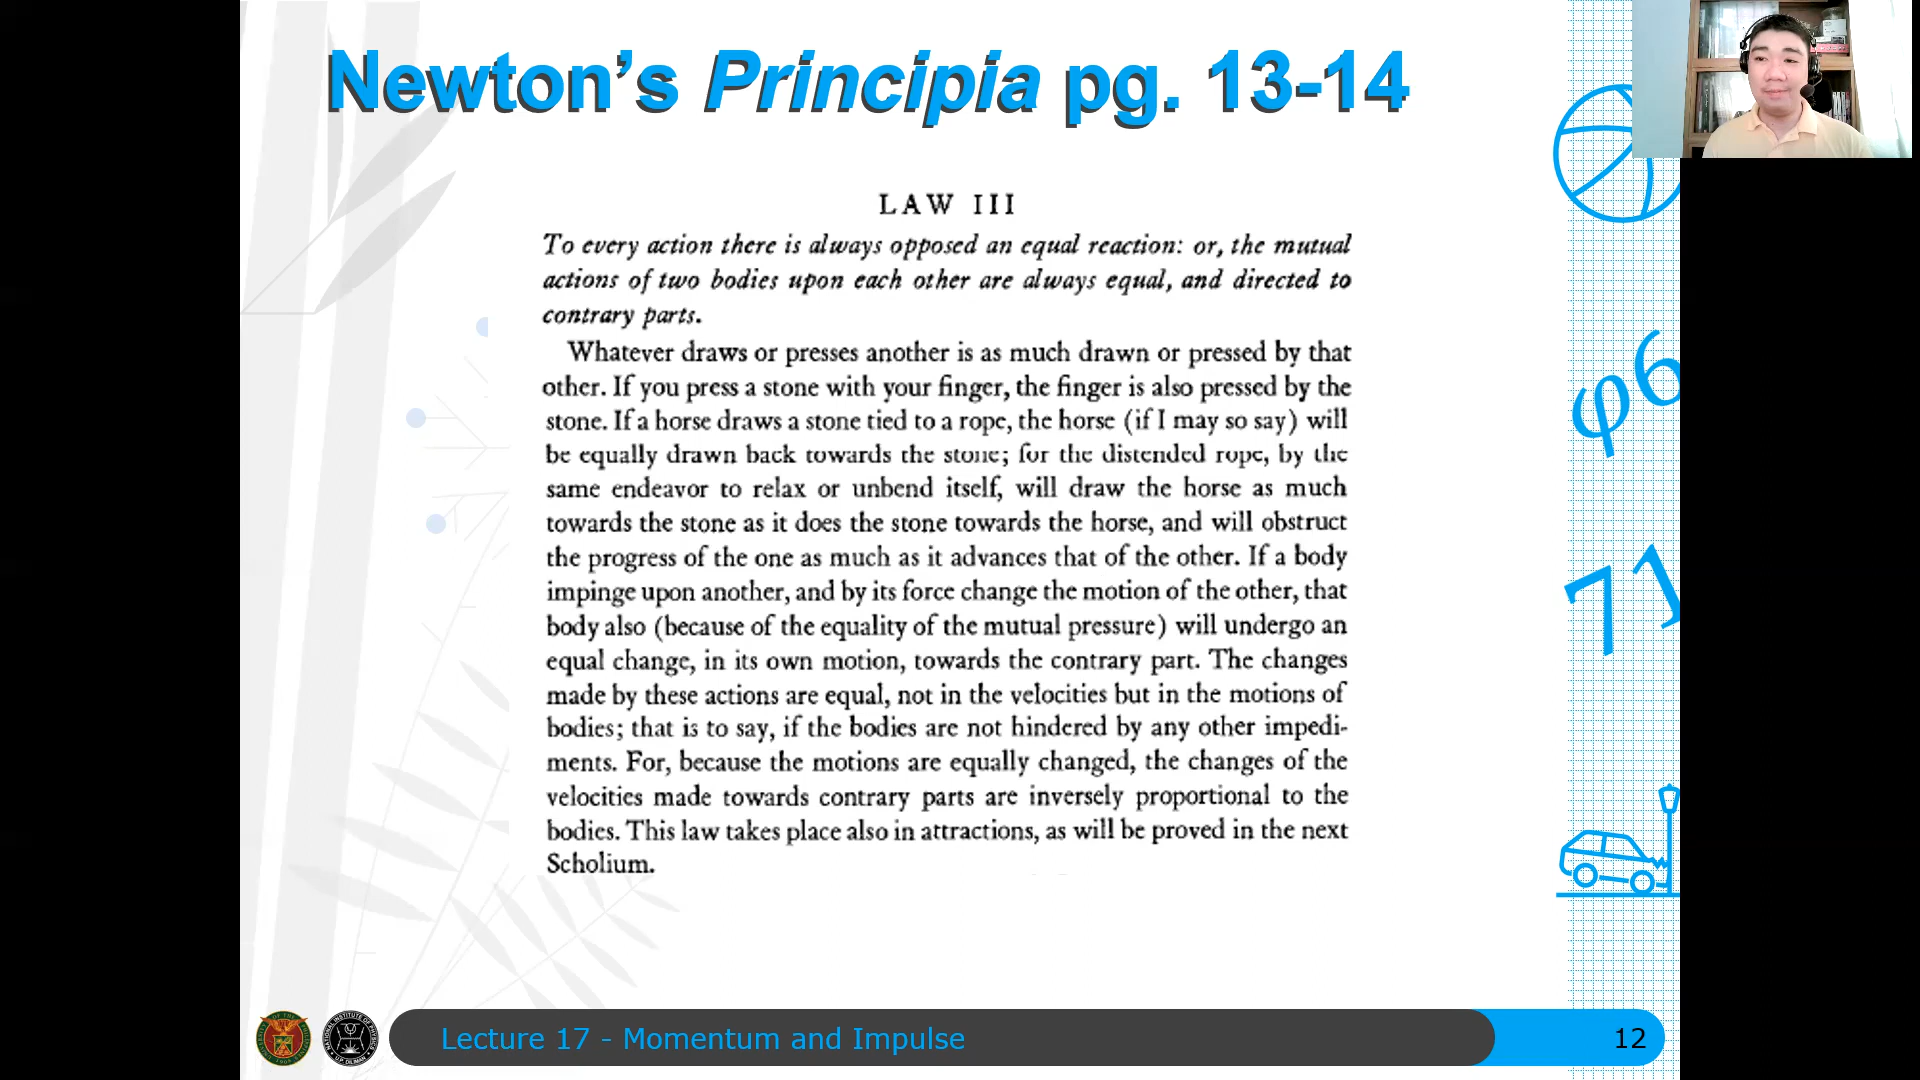 Newton’s Principia pg. 13-14
LAW III
To every action there is always opposed an equal reaction: or, the mutual
actions of two bodies upon each other are always equal, and directed to
contrary parts.
Whatever draws or presses another is as much drawn or pressed by that
other. If you press a stone with your finger, the finger is also pressed by the
stone. If a horse draws a stone tied to a rope, the horse (if I may so say) will
be equally drawn back towards the stone; for the distended rope, by the
same endeavor to relax or unbend itself, will draw the horse as much
towards the stone as it does the stone towards the horse, and will obstruct
the progress of the one as much as it advances that of the other. If a body
impinge upon another, and by its force change the motion of the other, that
body also (because of the equality of the mutual pressure) will undergo an
equal change, in its own motion, towards the contrary part. The changes
made by these actions are equal, not in the velocities but in the motions of
bodies; that is to say, if the bodies are not hindered by any other impedi-
ments. For, because the motions are equally changed, the changes of the
velocities made towards contrary parts are inversely proportional to the
bodies. This law takes place also in attractions, as will be proved in the next
Scholium.
φ6
71
Lecture 17 - Momentum and Impulse
12